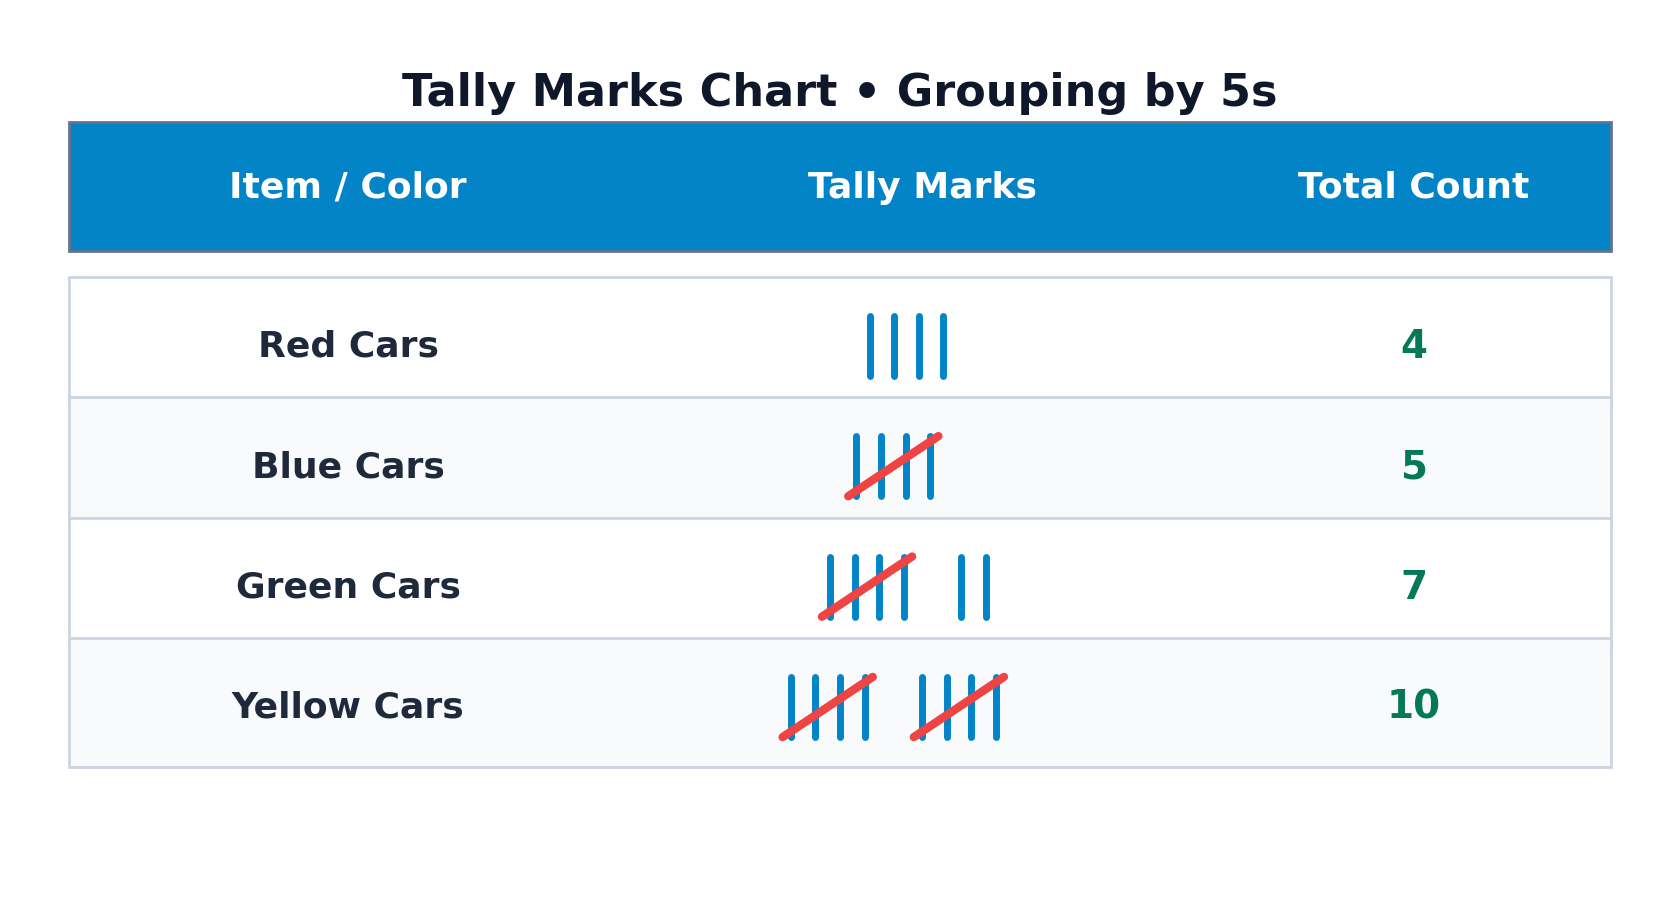 Tally Marks Chart • Grouping by 5s
Item / Color Tally Marks Total Count
Red Cars 4
Blue Cars 5
Green Cars 7
Yellow Cars 10